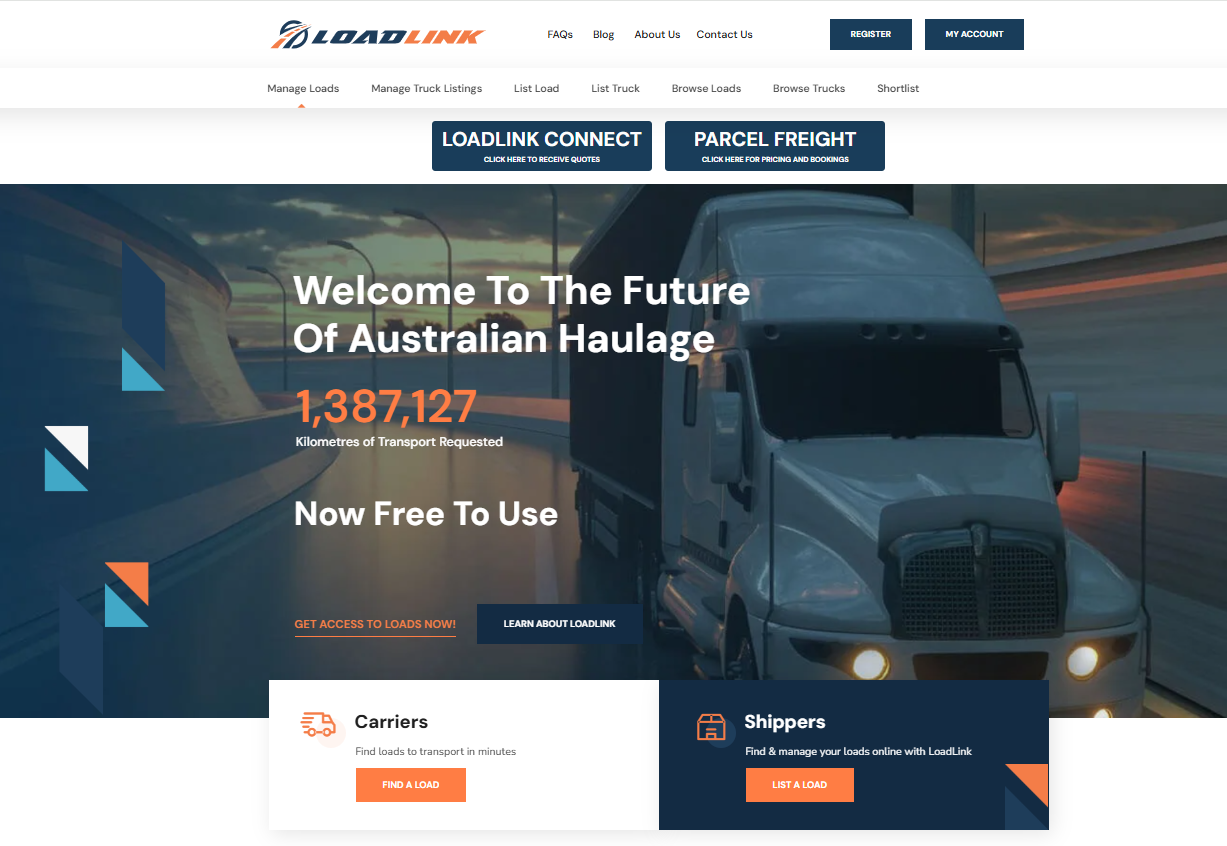 LOADLINK
FAQs
Blog
About Us
Contact Us
REGISTER
MY ACCOUNT
Manage Loads
Manage Truck Listings
List Load
List Truck
Browse Loads
Browse Trucks
Shortlist
LOADLINK CONNECT
CLICK HERE TO RECEIVE QUOTES
PARCEL FREIGHT
CLICK HERE FOR PRICING AND BOOKINGS
Welcome To The Future
Of Australian Haulage
1,387,127
Kilometres of Transport Requested
Now Free To Use
GET ACCESS TO LOADS NOW!
LEARN ABOUT LOADLINK
Carriers
Find loads to transport in minutes
FIND A LOAD
Shippers
Find & manage your loads online with LoadLink
LIST A LOAD